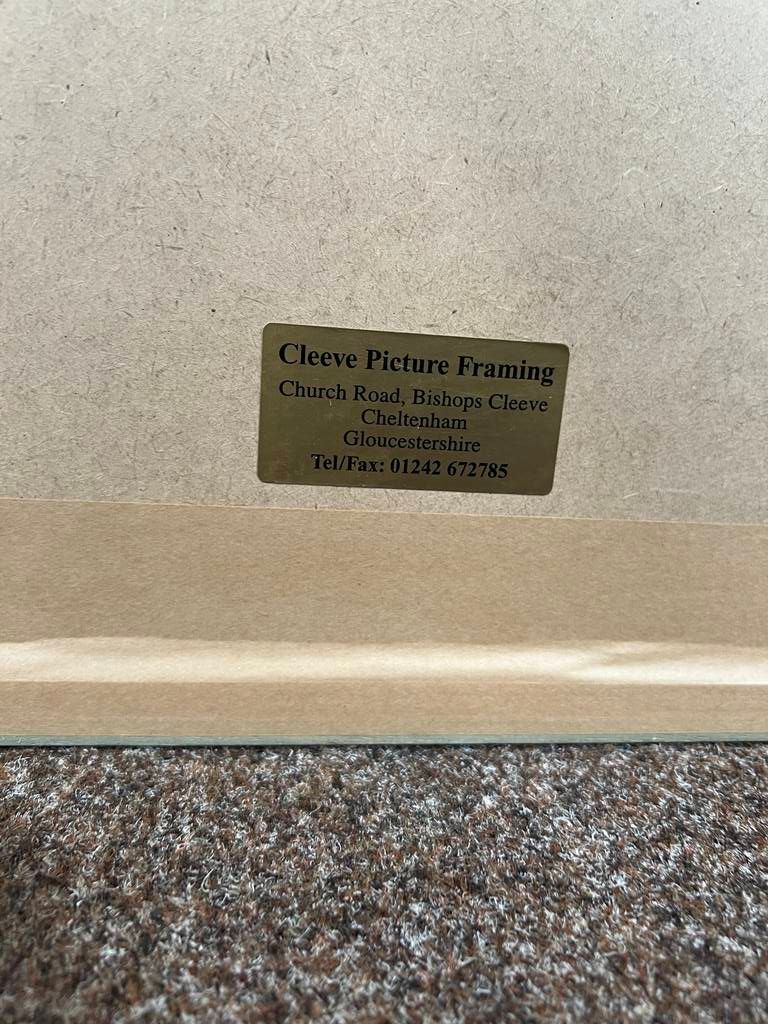 Cleeve Picture Framing
Church Road, Bishops Cleeve
Cheltenham
Gloucestershire
Tel/Fax: 01242 672785